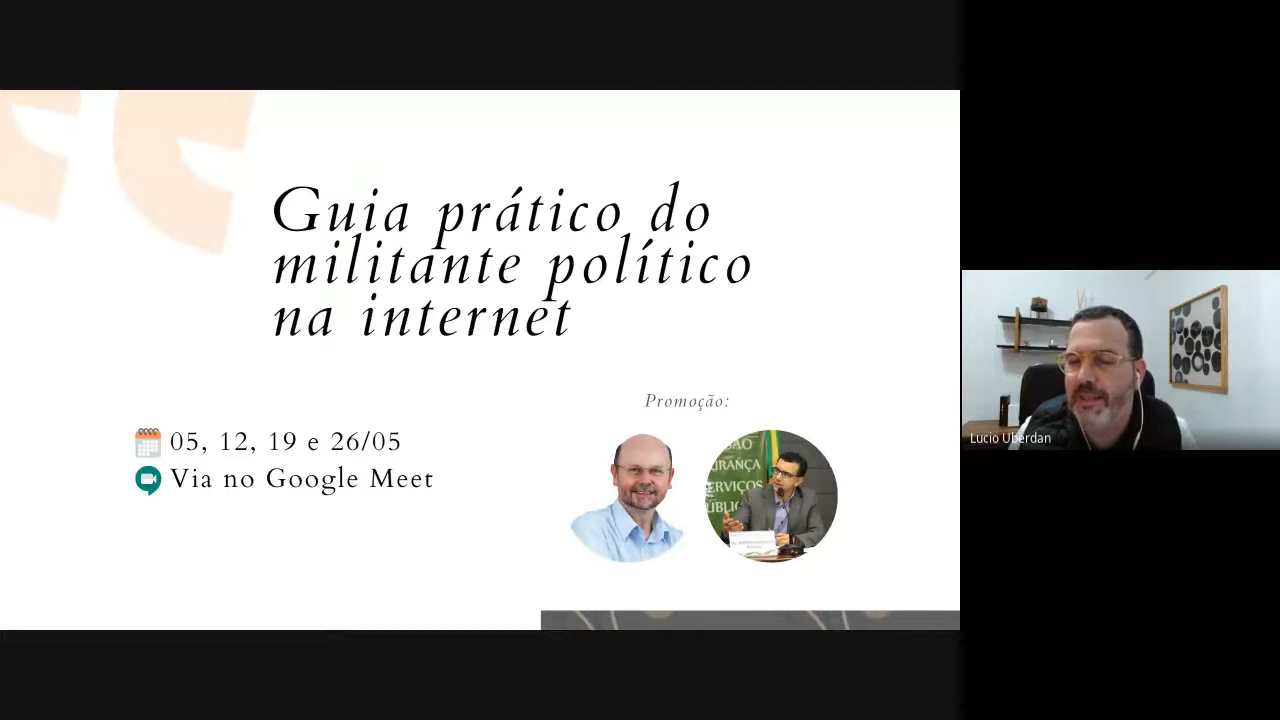 Guia prático do
militante político
na internet
Promoção:
05, 12, 19 e 26/05
Via no Google Meet
Lucio Uberdan